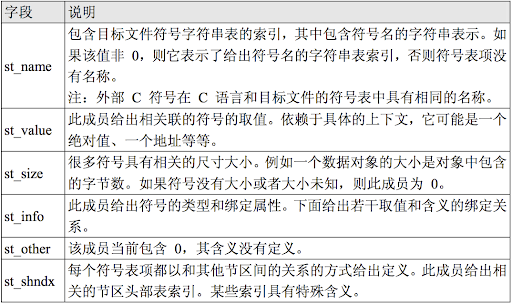 字段 说明
st_name 包含目标文件符号字符串表的索引，其中包含符号名的字符串表示。如
果该值非 0，则它表示了给出符号名的字符串表索引，否则符号表项没
有名称。
注：外部 C 符号在 C 语言和目标文件的符号表中具有相同的名称。
st_value 此成员给出相关联的符号的取值。依赖于具体的上下文，它可能是一个
绝对值、一个地址等等。
st_size 很多符号具有相关的尺寸大小。例如一个数据对象的大小是对象中包含
的字节数。如果符号没有大小或者大小未知，则此成员为 0。
st_info 此成员给出符号的类型和绑定属性。下面给出若干取值和含义的绑定关
系。
st_other 该成员当前包含 0，其含义没有定义。
st_shndx 每个符号表项都以和其他节区间的关系的方式给出定义。此成员给出相
关的节区头部表索引。某些索引具有特殊含义。